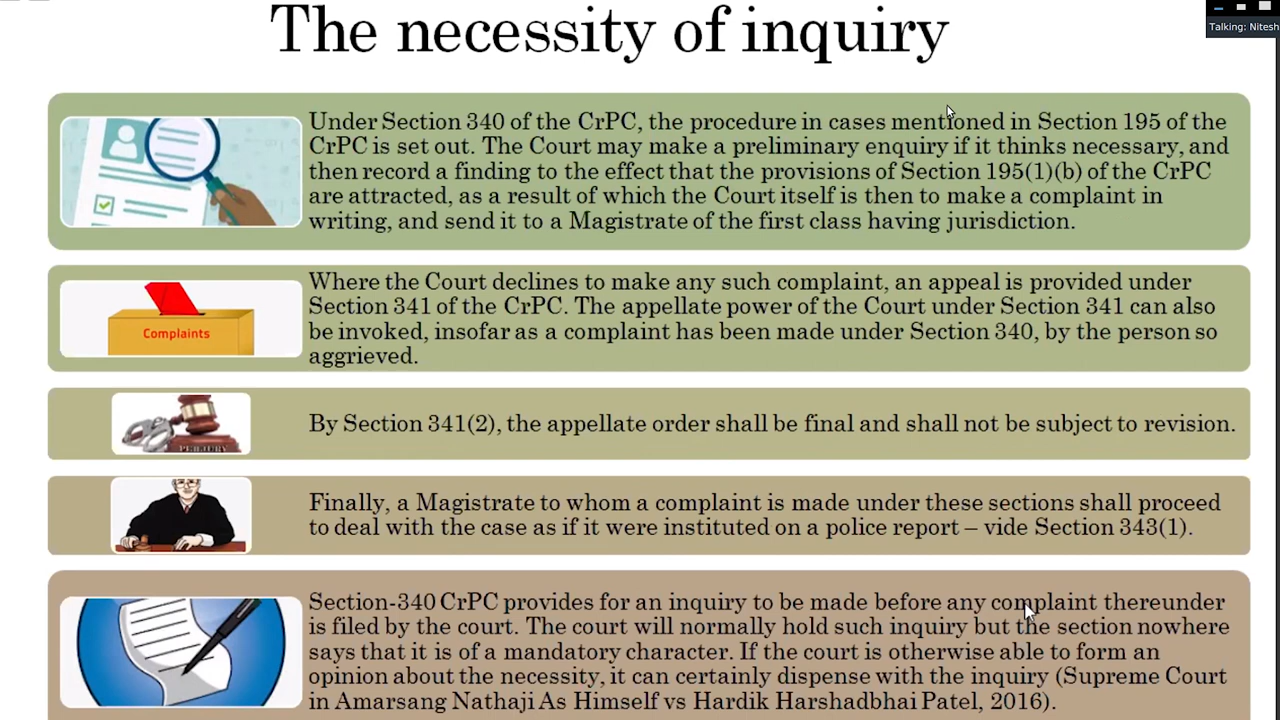 The necessity of inquiry
Talking: Nitesh
Under Section 340 of the CrPC, the procedure in cases mentioned in Section 195 of the
CrPC is set out. The Court may make a preliminary enquiry if it thinks necessary, and
then record a finding to the effect that the provisions of Section 195(1)(b) of the CrPC
are attracted, as a result of which the Court itself is then to make a complaint in
writing, and send it to a Magistrate of the first class having jurisdiction.
Where the Court declines to make any such complaint, an appeal is provided under
Section 341 of the CrPC. The appellate power of the Court under Section 341 can also
be invoked, insofar as a complaint has been made under Section 340, by the person so
aggrieved.
Complaints
By Section 341(2), the appellate order shall be final and shall not be subject to revision.
PERJURY
Finally, a Magistrate to whom a complaint is made under these sections shall proceed
to deal with the case as if it were instituted on a police report – vide Section 343(1).
Section-340 CrPC provides for an inquiry to be made before any complaint thereunder
is filed by the court. The court will normally hold such inquiry but the section nowhere
says that it is of a mandatory character. If the court is otherwise able to form an
opinion about the necessity, it can certainly dispense with the inquiry (Supreme Court
in Amarsang Nathaji As Himself vs Hardik Harshadbhai Patel, 2016).